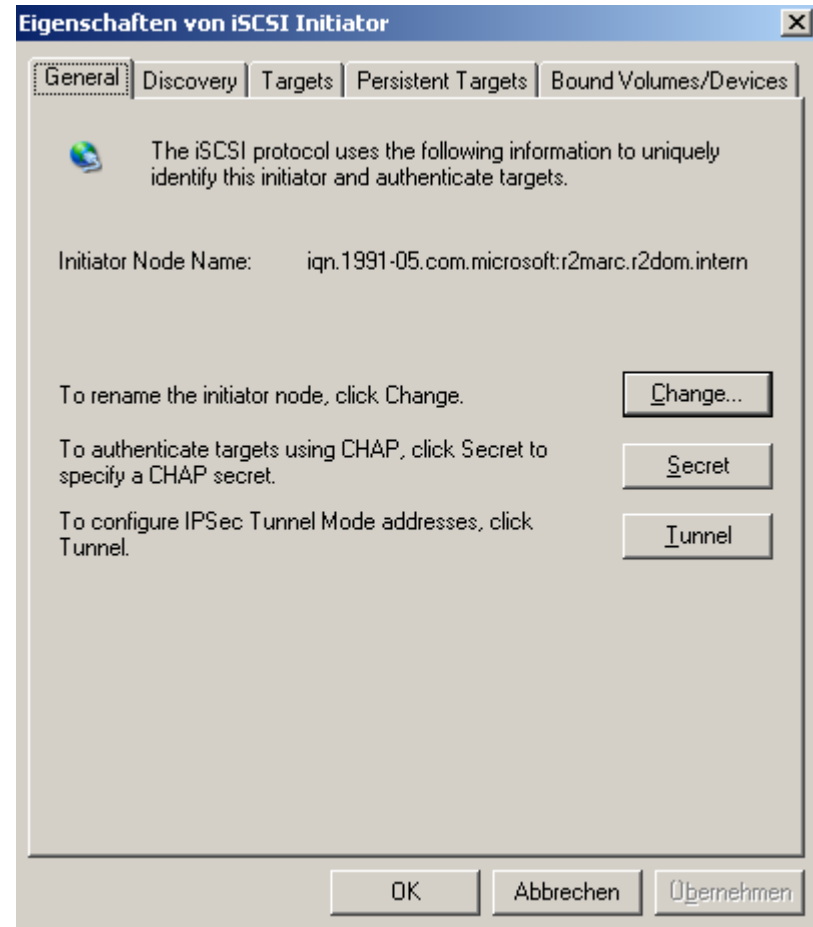 Eigenschaften von iSCSI Initiator
General Discovery Targets Persistent Targets Bound Volumes/Devices
The iSCSI protocol uses the following information to uniquely
identify this initiator and authenticate targets.
Initiator Node Name: iqn.1991-05.com.microsoft:r2marc.r2dom.intern
To rename the initiator node, click Change. Change...
To authenticate targets using CHAP, click Secret to
specify a CHAP secret. Secret
To configure IPSec Tunnel Mode addresses, click
Tunnel. Tunnel
OK Abbrechen Übernehmen